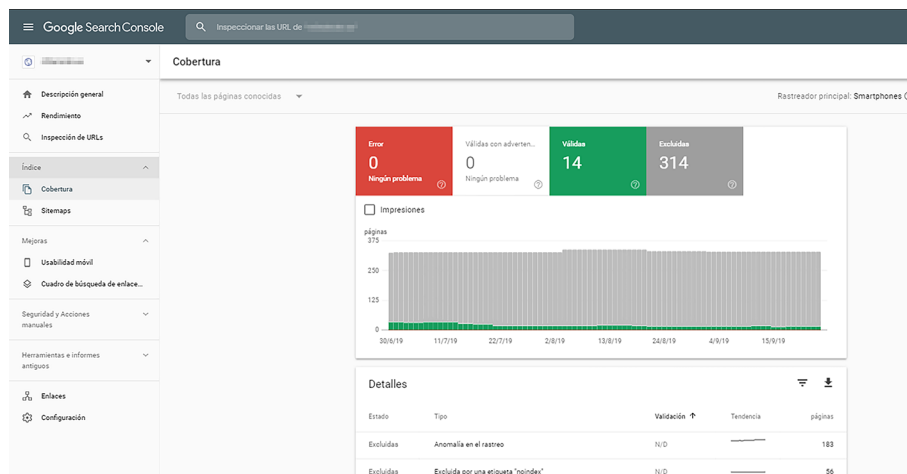 Google Search Console
Inspeccionar las URL de
Cobertura
Todas las páginas conocidas
Rastreador principal: Smartphones
Descripción general
Rendimiento
Inspección de URLs
Índice
Cobertura
Sitemaps
Mejoras
Usabilidad móvil
Cuadro de búsqueda de enlace...
Seguridad y Acciones
manuales
Herramientas e informes
antiguos
Enlaces
Configuración
Error
0
Ningún problema
Válidas con adverten...
0
Ningún problema
Válidas
14
Excluidas
314
Impresiones
páginas
375
250
125
0
30/6/19 11/7/19 22/7/19 2/8/19 13/8/19 24/8/19 4/9/19 15/9/19
Detalles
Estado Tipo Validación Tendencia páginas
Excluidas Anomalía en el rastreo N/D 183
Excluidas Excluida por una etiqueta "noindex" N/D 56